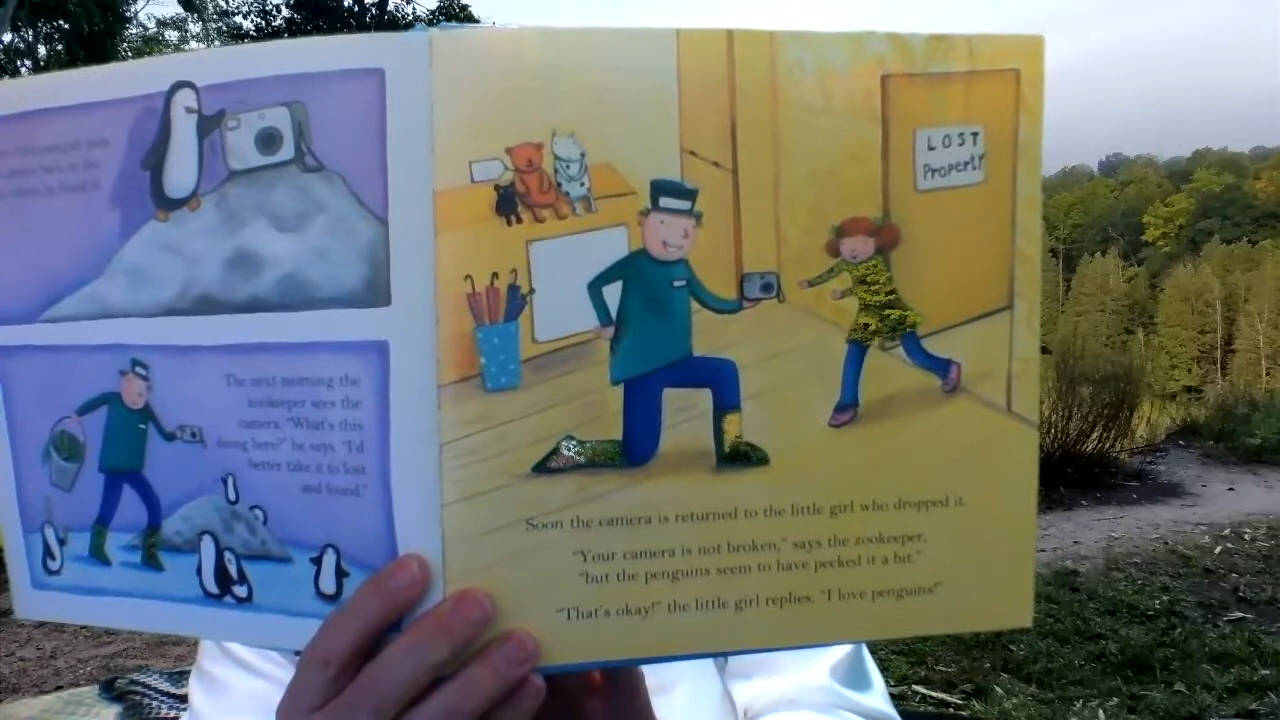 The next morning the
zookeeper sees the
camera. "What's this
doing here?" he says. "I'd
better take it to lost
and found."
LOST
Property
Soon the camera is returned to the little girl who dropped it.
"Your camera is not broken," says the zookeeper,
"but the penguins seem to have pecked it a bit."
"That's okay!" the little girl replies. "I love penguins!"